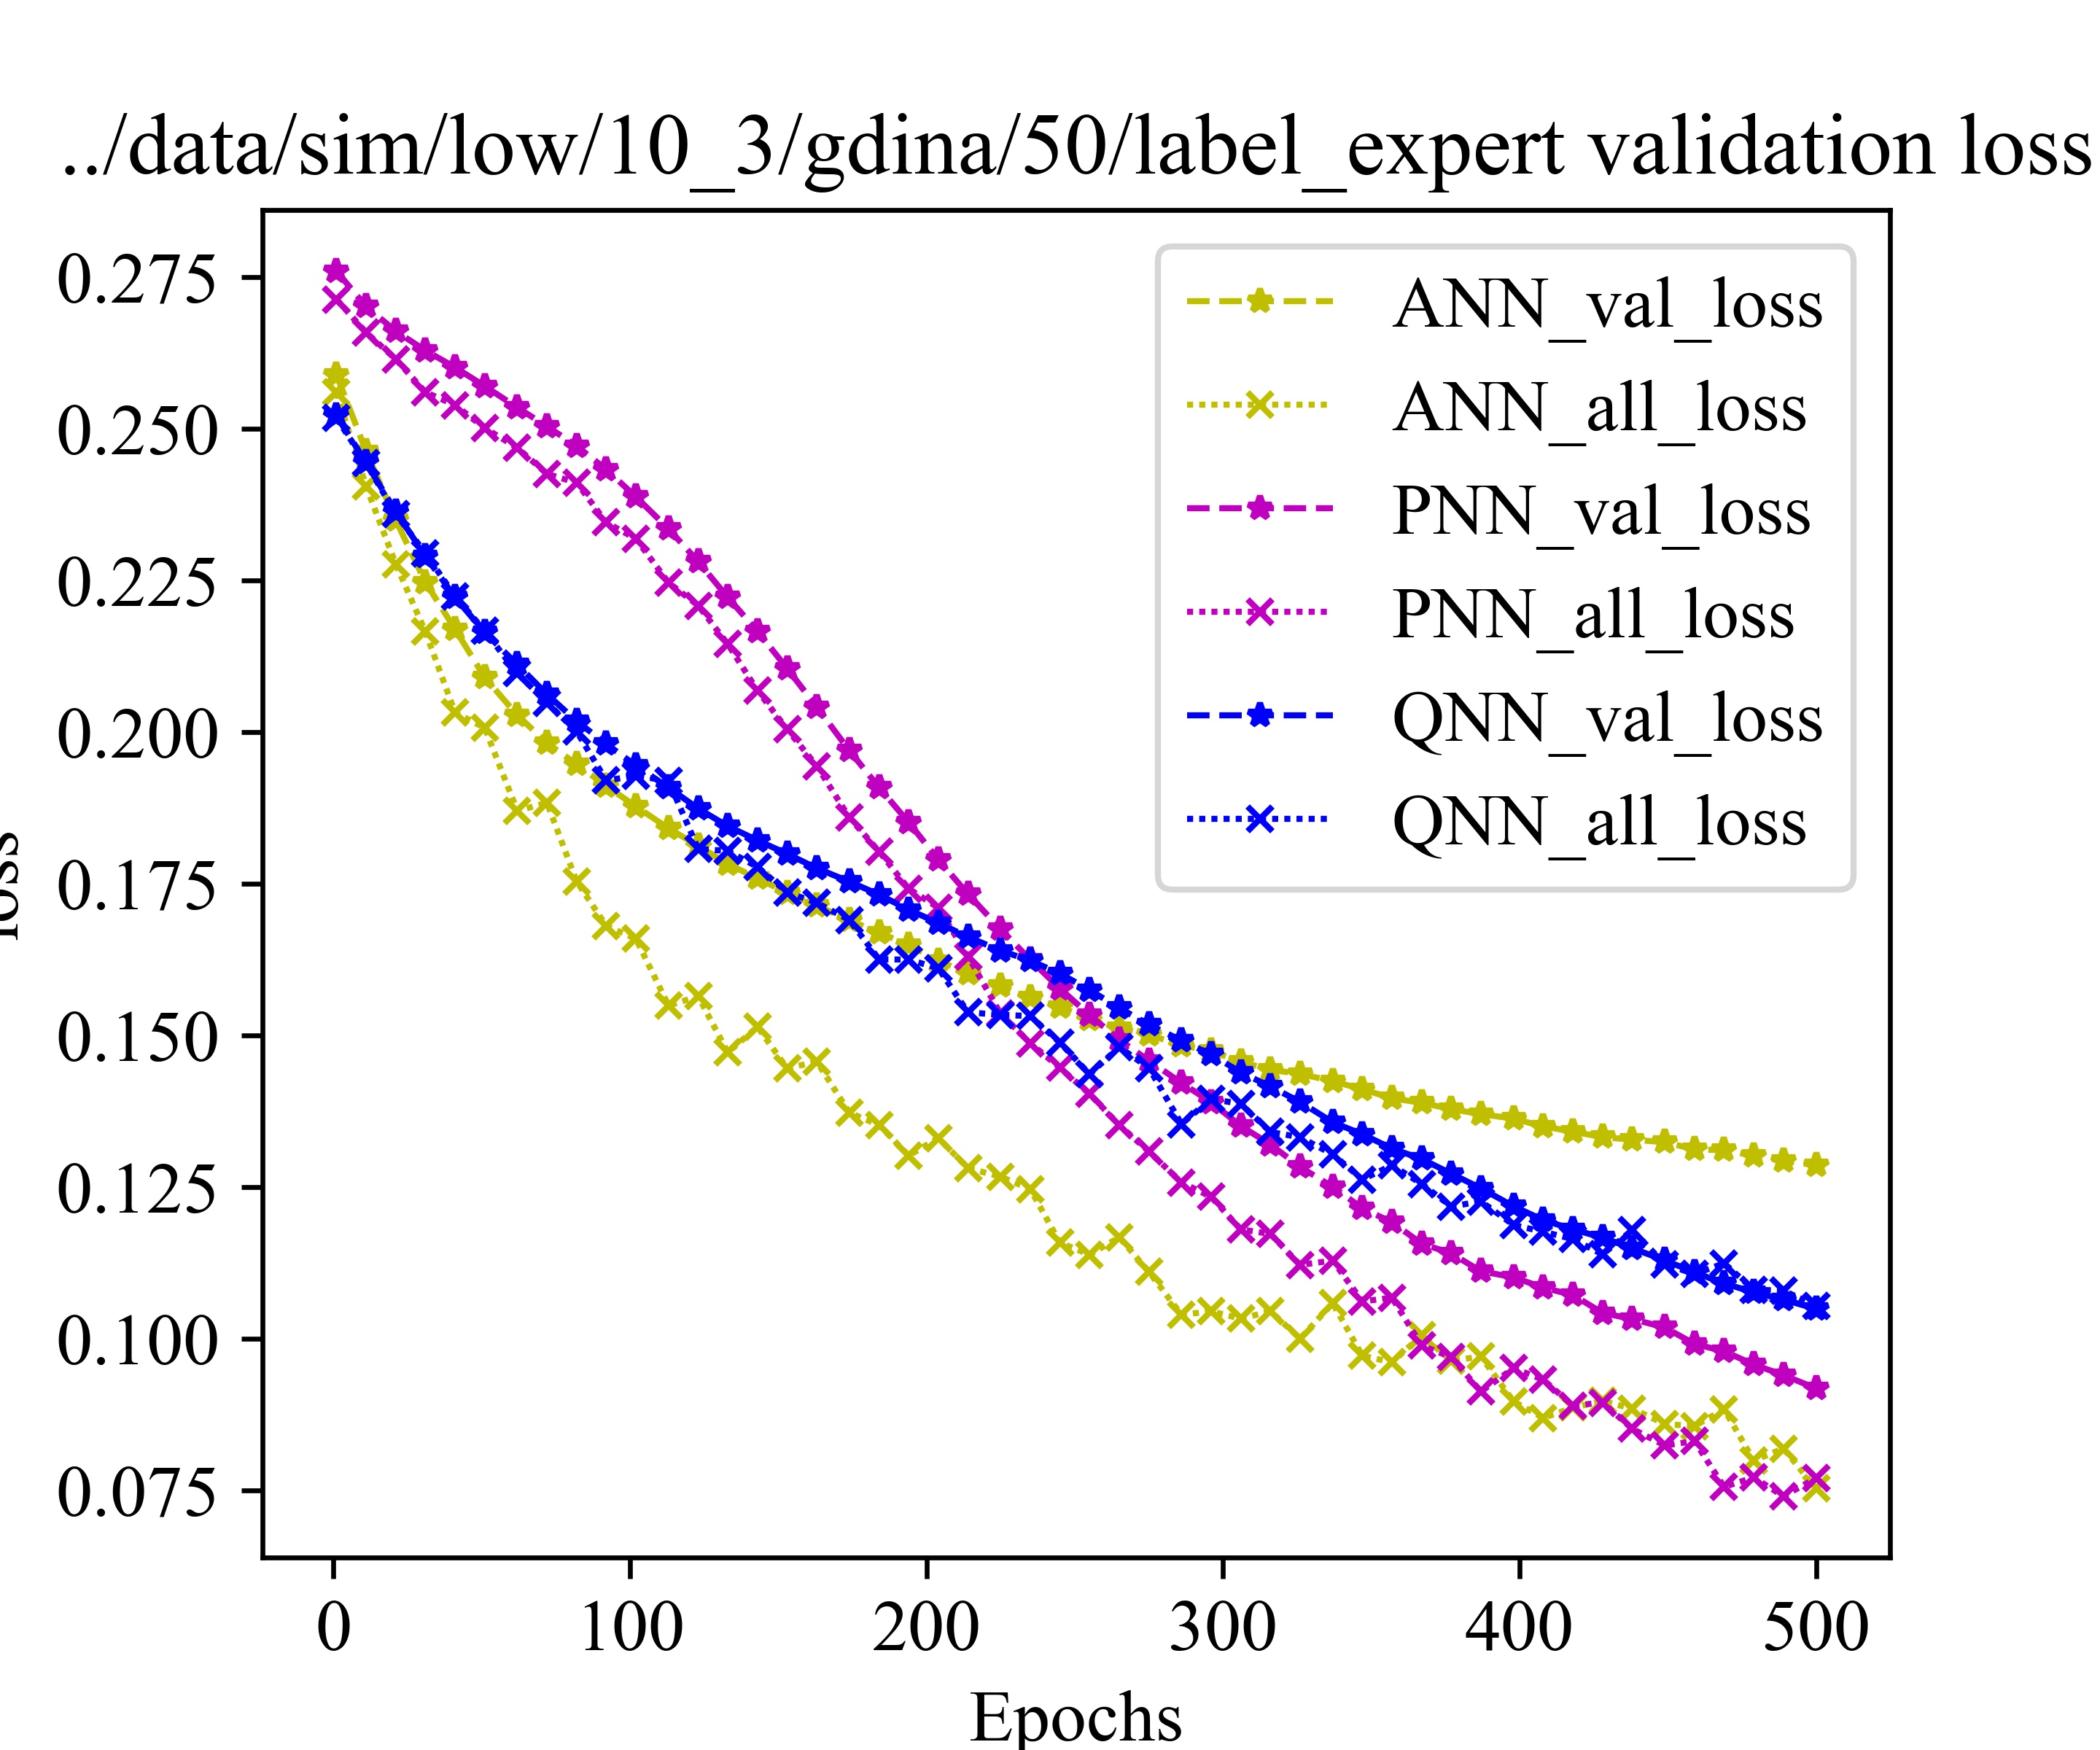 ../data/sim/low/10_3/gdina/50/label_expert validation loss
0.275
0.250
0.225
0.200
0.175
0.150
0.125
0.100
0.075
loss
ANN_val_loss
ANN_all_loss
PNN_val_loss
PNN_all_loss
QNN_val_loss
QNN_all_loss
0 100 200 300 400 500
Epochs